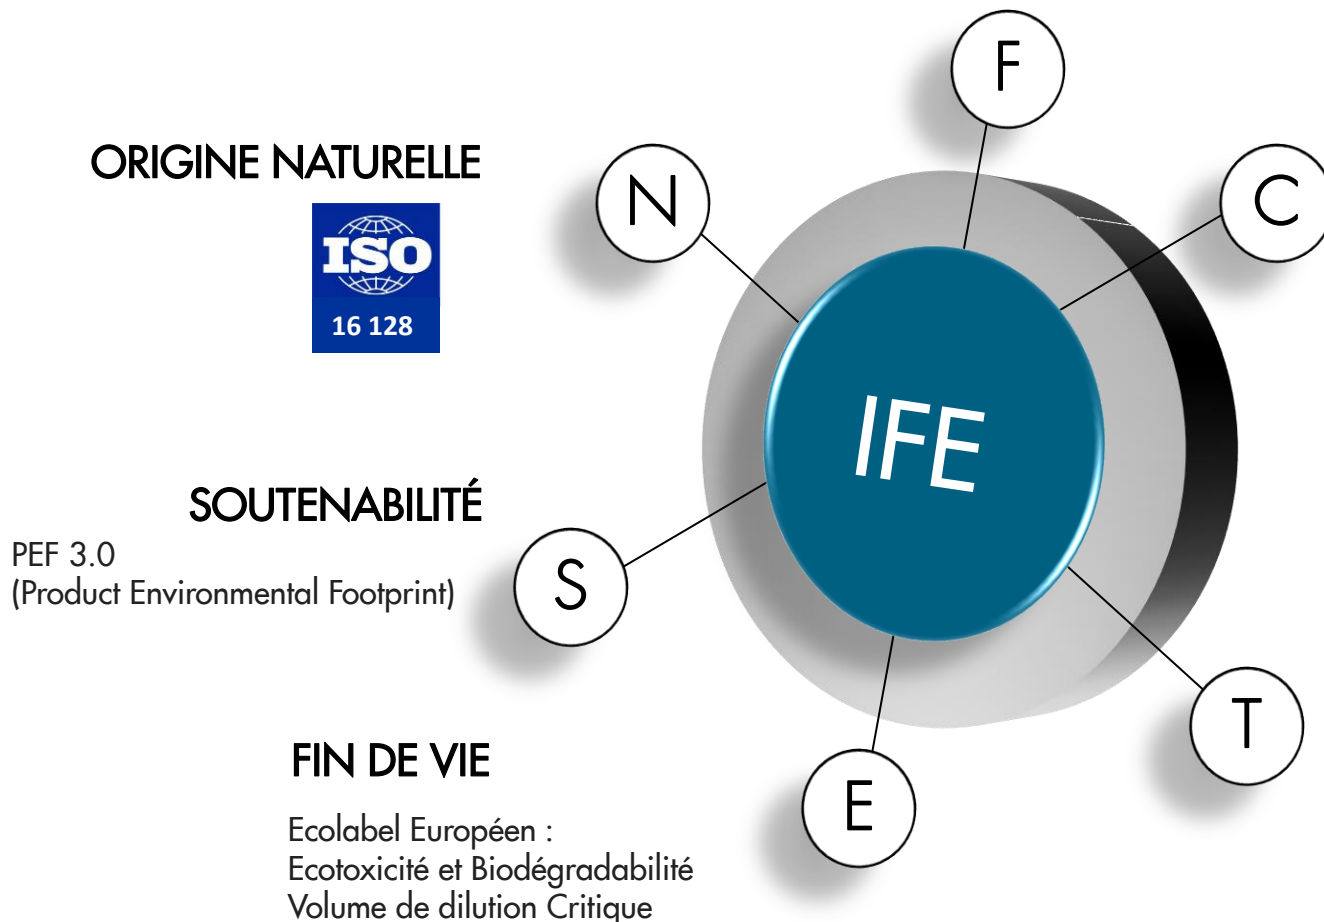 F
ORIGINE NATURELLE
N
C
ISO
16 128
IFE
SOUTENABILITÉ
PEF 3.0
(Product Environmental Footprint)
S
T
FIN DE VIE
E
Ecolabel Européen :
Ecotoxicité et Biodégradabilité
Volume de dilution Critique